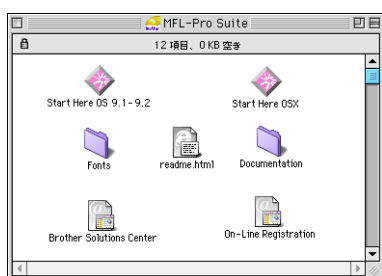 MFL-Pro Suite
12 項目、0 KB 空き
Start Here OS 9.1-9.2
Start Here OSX
Fonts
readme.html
Documentation
Brother Solutions Center
On-Line Registration